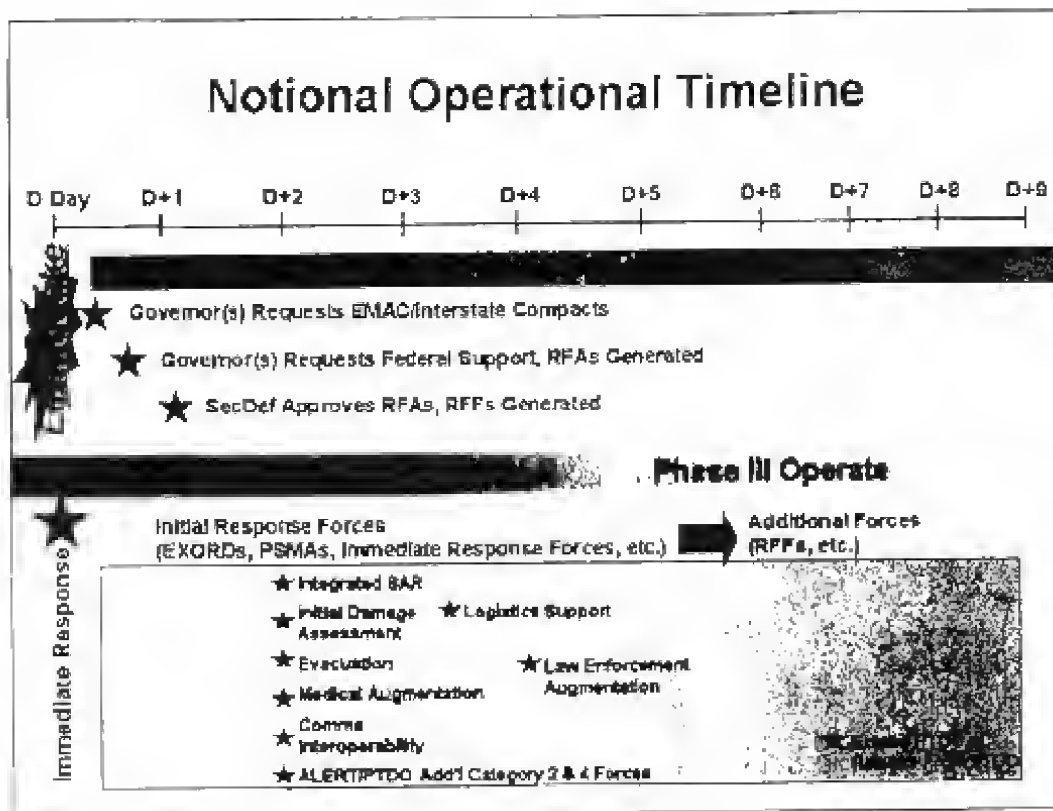 Notional Operational Timeline
D Day D+1 D+2 D+3 D+4 D+5 D+6 D+7 D+8 D+9
Governor(s) Requests EMAC/Interstate Compacts
Governor(s) Requests Federal Support, RFAs Generated
SecDef Approves RFAs, RFFs Generated
Phase III Operate
Immediate Response
Initial Response Forces
(EXORDs, PSMAs, Immediate Response Forces, etc.)
Additional Forces
(RFFs, etc.)
Integrated SAR
Initial Damage
Assessment
Logistics Support
Evacuation
Law Enforcement
Augmentation
Medical Augmentation
Comms
Interoperability
ALERT/PTDO Add'l Category 2 & 4 Forces